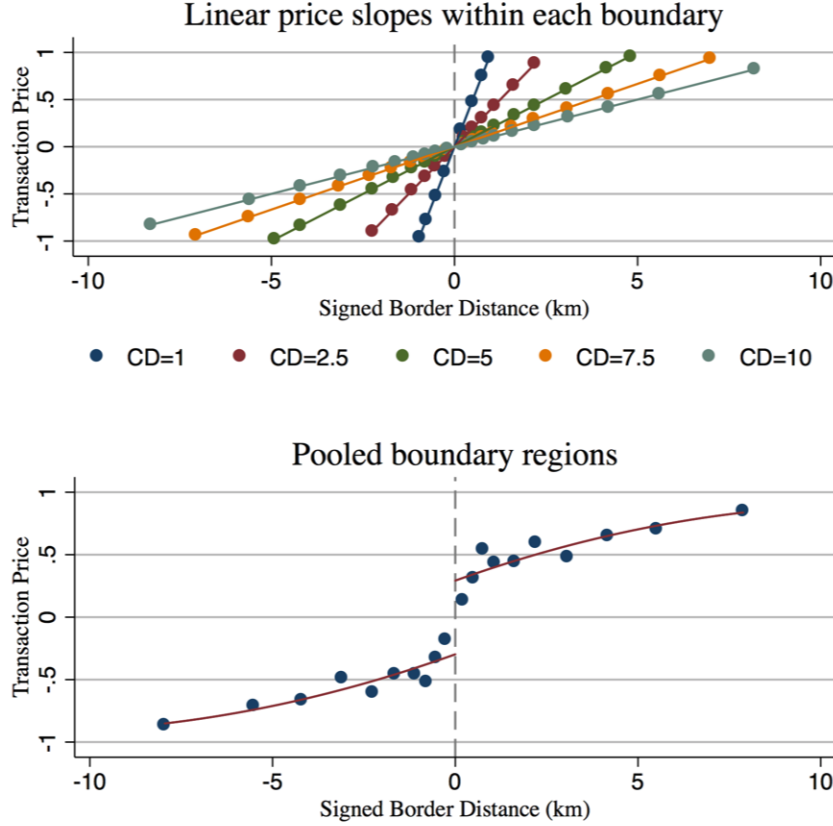 Linear price slopes within each boundary
Transaction Price
1
.5
0
-.5
-1
-10 -5 0 5 10
Signed Border Distance (km)
CD=1 CD=2.5 CD=5 CD=7.5 CD=10
Pooled boundary regions
Transaction Price
1
.5
0
-.5
-1
-10 -5 0 5 10
Signed Border Distance (km)